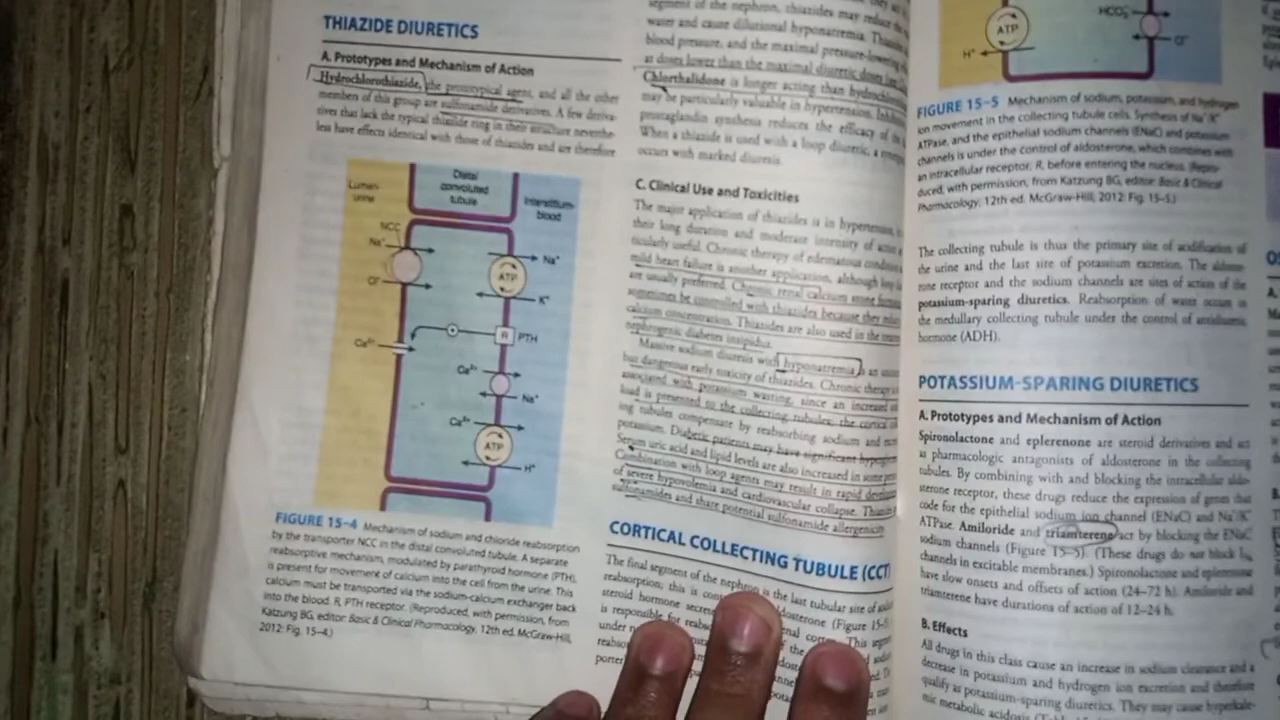 THIAZIDE DIURETICS
A. Prototypes and Mechanism of Action
Hydrochlorothiazide, the prototypical agent, and all the other
members of this group are sulfonamide derivatives. A few deriva-
tives that lack the typical thiazide ring in their structure neverthe-
less have effects identical with those of thiazides and are therefore
Lumen-
urine
Distal
convoluted
tubule
Interstitium-
blood
NCC
Na⁺
Cl⁻
ATP
Na⁺
K⁺
R PTH
Ca²⁺
Ca²⁺
Na⁺
Ca²⁺
ATP
H⁺
FIGURE 15–4 Mechanism of sodium and chloride reabsorption
by the transporter NCC in the distal convoluted tubule. A separate
reabsorptive mechanism, modulated by parathyroid hormone (PTH),
is present for movement of calcium into the cell from the urine. This
calcium must be transported via the sodium-calcium exchanger back
into the blood. R, PTH receptor. (Reproduced, with permission, from
Katzung BG, editor: Basic & Clinical Pharmacology, 12th ed. McGraw-Hill,
2012: Fig. 15–4.)
segment of the nephron, thiazides may reduce the
water and cause dilutional hyponatremia. Thiazides
blood pressure, and the maximal pressure-lowering
at doses lower than the maximal diuretic doses
Chlorthalidone is longer acting than
may be particularly valuable in hypertension.
prostaglandin synthesis reduces the efficacy of the
When a thiazide is used with a loop diuretic, a
occurs with marked diuresis.
C. Clinical Use and Toxicities
The major application of thiazides is in hypertension,
their long duration and moderate intensity of action
ticularly useful. Chronic therapy of edematous
mild heart failure is another application, although loop
are usually preferred. Chronic renal calcium stone
sometimes be controlled with thiazides because they
calcium concentration. Thiazides are also used in the
nephrogenic diabetes insipidus.
Massive sodium diuresis with hyponatremia is an
but dangerous early toxicity of thiazides. Chronic therapy
associated with potassium wasting, since an increased
load is presented to the collecting tubules; the cortical
ing tubules compensate by reabsorbing sodium and
potassium. Diabetic patients may have significant
Serum uric acid and lipid levels are also increased in some
Combination with loop agents may result in rapid
of severe hypovolemia and cardiovascular collapse.
sulfonamides and share potential sulfonamide allergenicity.
CORTICAL COLLECTING TUBULE (CCT)
The final segment of the nephron is the last tubular site of
reabsorption; this is (Figure 15–5)
steroid hormone This
is responsible for of the
under
porter
ATP
H⁺
HCO₃⁻
Cl⁻
FIGURE 15–5 Mechanism of sodium, potassium, and hydrogen
ion movement in the collecting tubule cells. Synthesis of Na⁺/K⁺
ATPase, and the epithelial sodium channels (ENaC) and potassium
channels is under the control of aldosterone, which combines with
an intracellular receptor, R, before entering the nucleus. (Repro-
duced, with permission, from Katzung BG, editor: Basic & Clinical
Pharmacology, 12th ed. McGraw-Hill, 2012: Fig. 15–5.)
The collecting tubule is thus the primary site of acidification of
the urine and the last site of potassium excretion. The aldoste-
rone receptor and the sodium channels are sites of action of the
potassium-sparing diuretics. Reabsorption of water occurs in
the medullary collecting tubule under the control of antidiuretic
hormone (ADH).
POTASSIUM-SPARING DIURETICS
A. Prototypes and Mechanism of Action
Spironolactone and eplerenone are steroid derivatives and act
as pharmacologic antagonists of aldosterone in the collecting
tubules. By combining with and blocking the intracellular aldo-
sterone receptor, these drugs reduce the expression of genes that
code for the epithelial sodium ion channel (ENaC) and Na⁺/K⁺
ATPase. Amiloride and triamterene act by blocking the ENaC
sodium channels (Figure 15–5). (These drugs do not block
channels in excitable membranes.) Spironolactone and eplerenone
have slow onsets and offsets of action (24–72 h). Amiloride and
triamterene have durations of action of 12–24 h.
B. Effects
All drugs in this class cause an increase in sodium clearance and a
decrease in potassium and hydrogen ion excretion and therefore
qualify as potassium-sparing diuretics. They may cause hyperkale-
mic metabolic acidosis